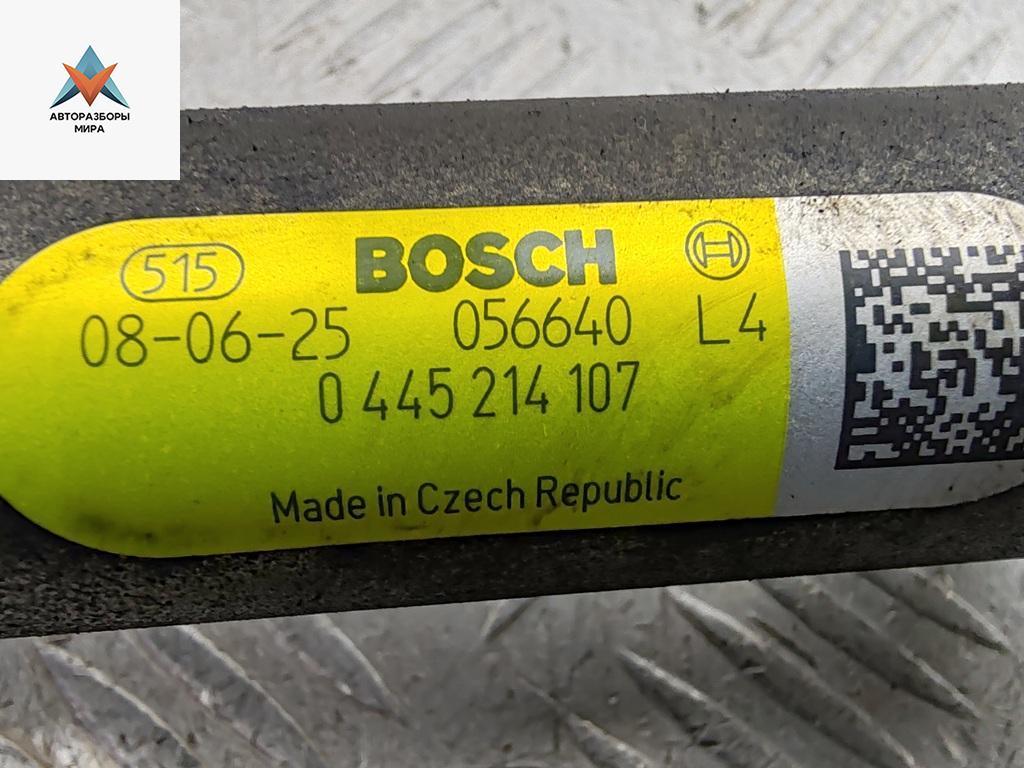 АВТОРАЗБОРЫ
МИРА
515 BOSCH
08-06-25 056640 L4
0 445 214 107
Made in Czech Republic